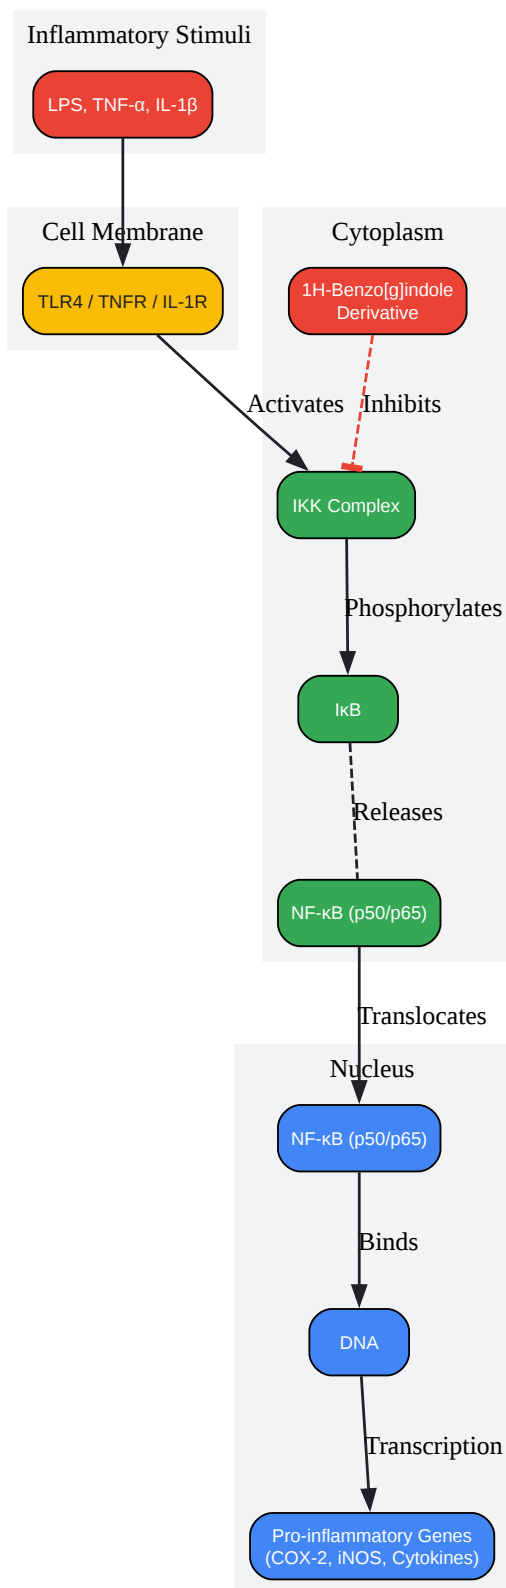 Inflammatory Stimuli
LPS, TNF-α, IL-1β
Cell Membrane
TLR4 / TNFR / IL-1R
Cytoplasm
1H-Benzo[g]indole
Derivative
Activates
Inhibits
IKK Complex
Phosphorylates
IκB
Releases
NF-κB (p50/p65)
Translocates
Nucleus
NF-κB (p50/p65)
Binds
DNA
Transcription
Pro-inflammatory Genes
(COX-2, iNOS, Cytokines)